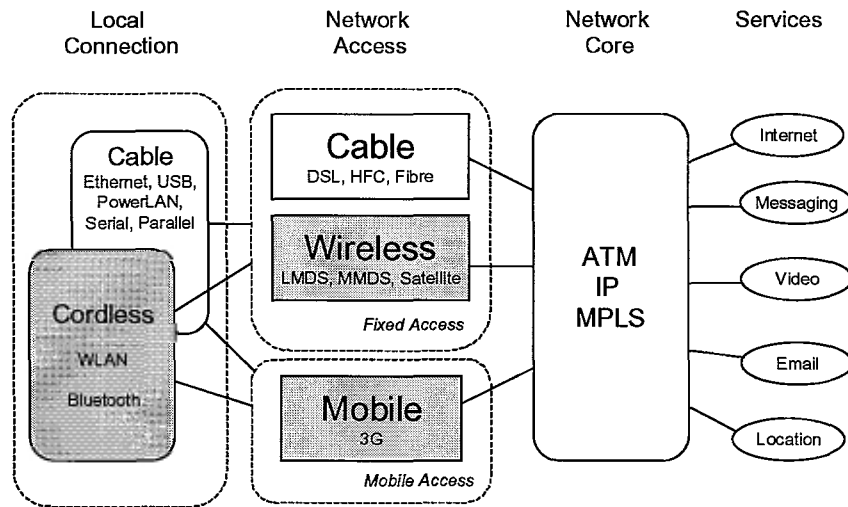 Local
Connection
Network
Access
Network
Core
Services
Cable
Ethernet, USB,
PowerLAN,
Serial, Parallel
Cordless
WLAN
Bluetooth
Cable
DSL, HFC, Fibre
Wireless
LMDS, MMDS, Satellite
Fixed Access
Mobile
3G
Mobile Access
ATM
IP
MPLS
Internet
Messaging
Video
Email
Location